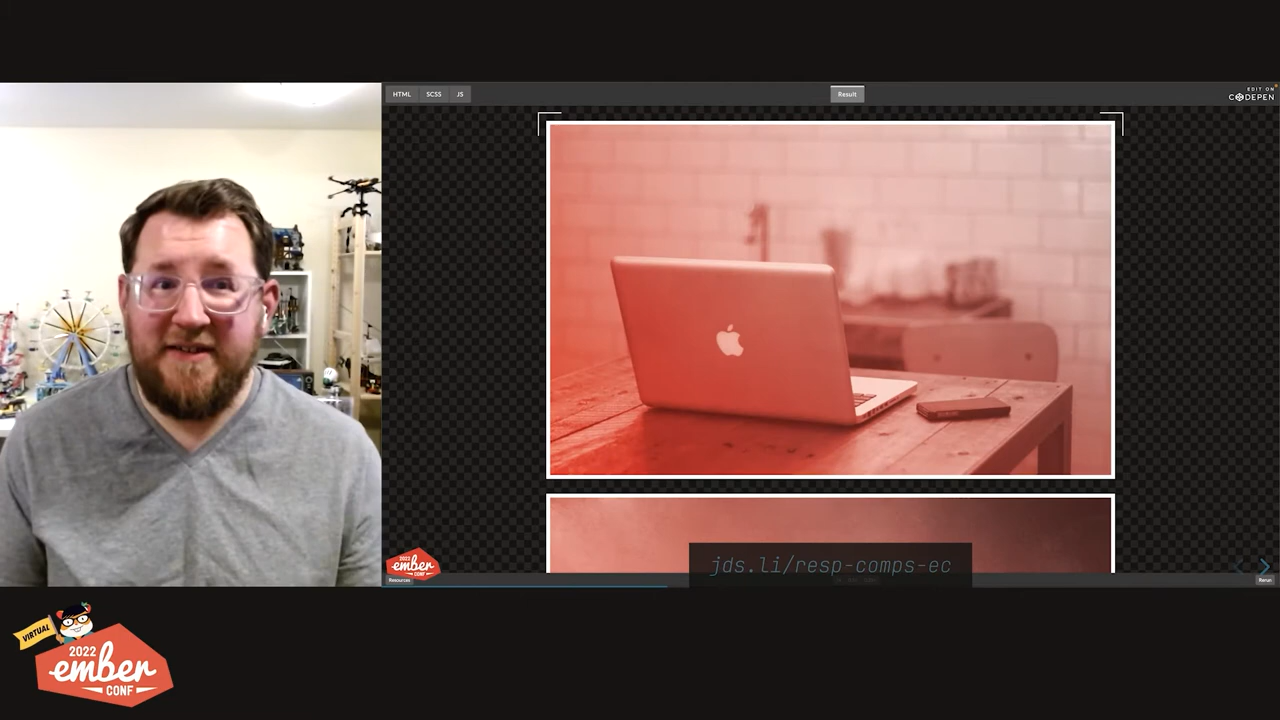 HTML
SCSS
JS
Result
EDIT ON
CODEPEN
jds.li/resp-comps-ec
2022
ember
CONF
Resources
Rerun
VIRTUAL
2022
ember
CONF